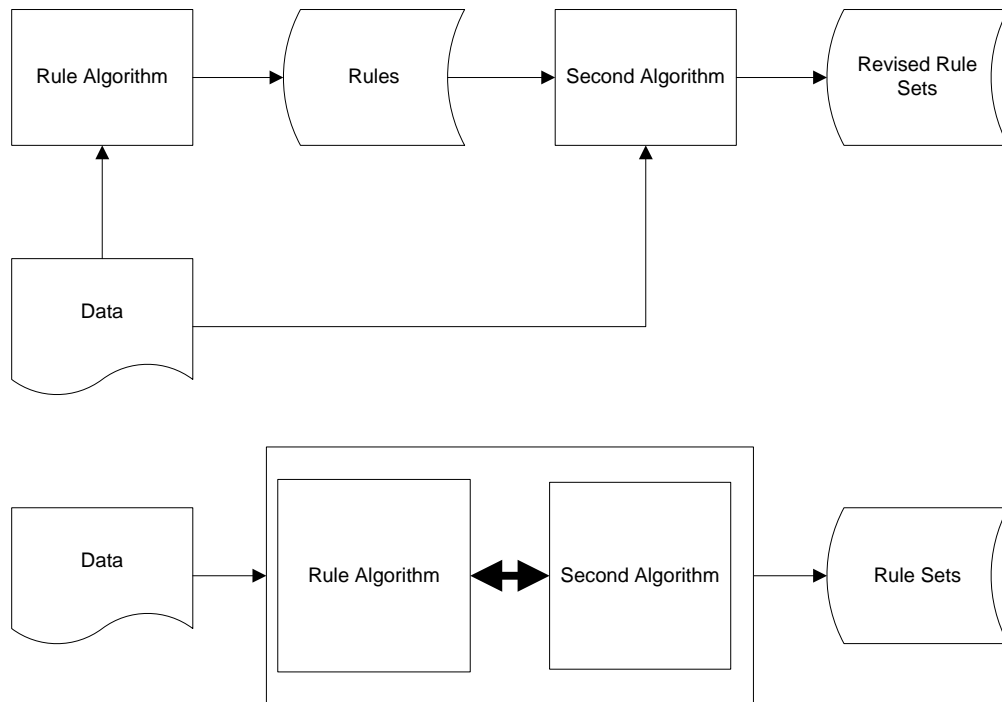 Rule Algorithm
Rules
Second Algorithm
Revised Rule
Sets
Data
Data
Rule Algorithm
Second Algorithm
Rule Sets